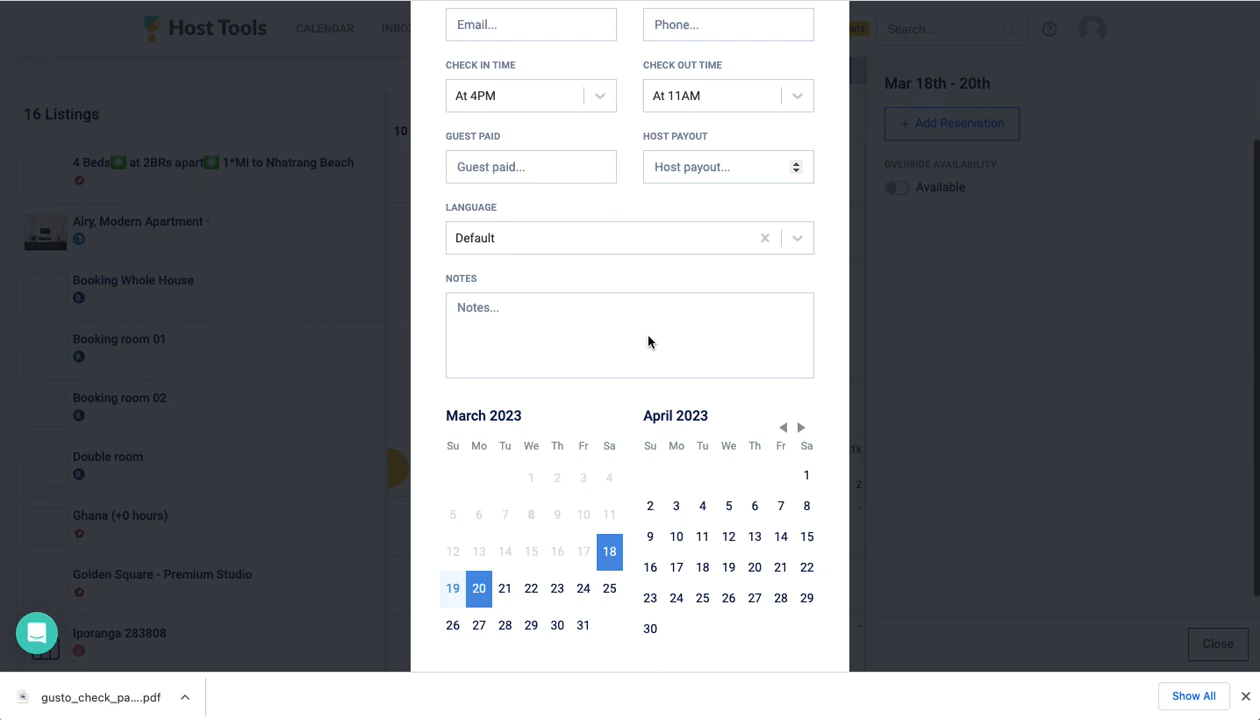 Host Tools
CALENDAR
INBO
eta
Search...
16 Listings
10
4 Beds at 2BRs apart 1*Mi to Nhatrang Beach
Airy, Modern Apartment ·
Booking Whole House
Booking room 01
Booking room 02
Double room
Ghana (+0 hours)
Golden Square - Premium Studio
Iporanga 283808
Email...
Phone...
CHECK IN TIME
CHECK OUT TIME
At 4PM
At 11AM
GUEST PAID
HOST PAYOUT
Guest paid...
Host payout...
LANGUAGE
Default
NOTES
Notes...
March 2023
Su Mo Tu We Th Fr Sa
1 2 3 4
5 6 7 8 9 10 11
12 13 14 15 16 17 18
19 20 21 22 23 24 25
26 27 28 29 30 31
April 2023
Su Mo Tu We Th Fr Sa
1
2 3 4 5 6 7 8
9 10 11 12 13 14 15
16 17 18 19 20 21 22
23 24 25 26 27 28 29
30
1k
2
Mar 18th - 20th
+ Add Reservation
OVERRIDE AVAILABILITY
Available
Close
gusto_check_pa....pdf
Show All